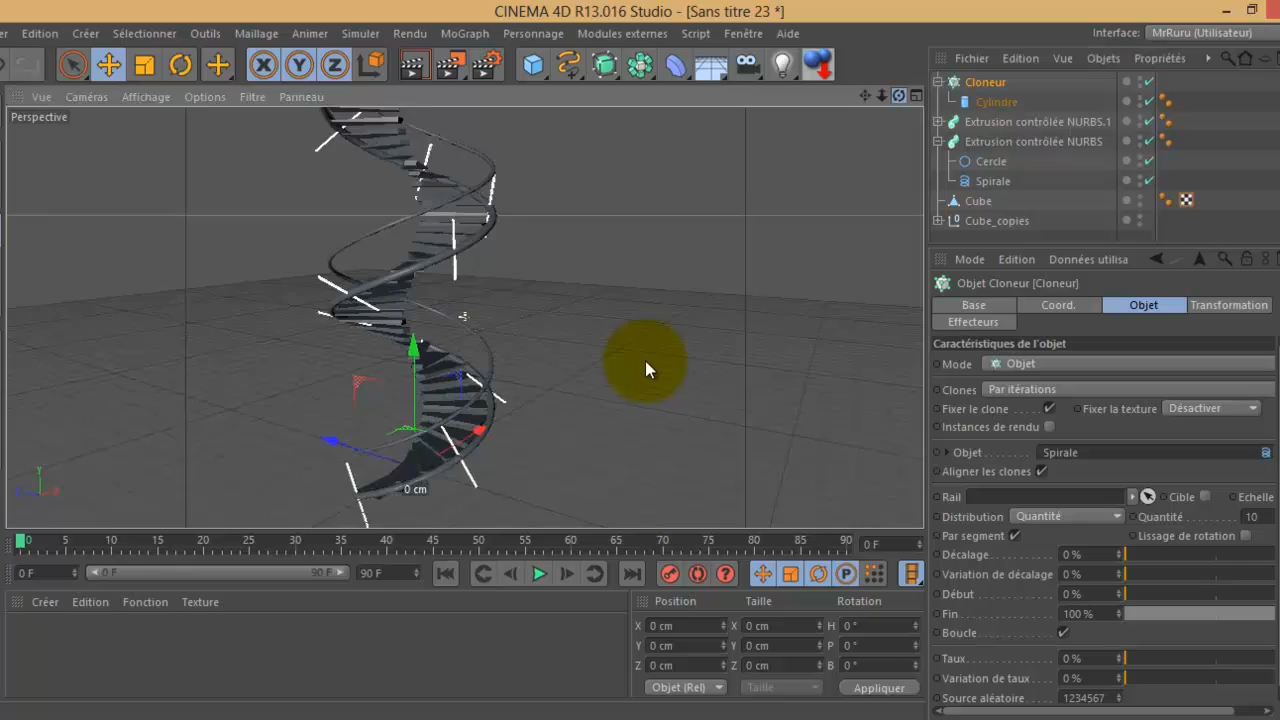 CINEMA 4D R13.016 Studio - [Sans titre 23 *]
er Edition Créer Sélectionner Outils Maillage Animer Simuler Rendu MoGraph Personnage Modules externes Script Fenêtre Aide
Interface: MrRuru (Utilisateur)
Vue Caméras Affichage Options Filtre Panneau
Perspective
0 cm
Y
0 5 10 15 20 25 30 35 40 45 50 55 60 65 70 75 80 85 90
0 F
0 F 0 F 90 F 90 F
Créer Edition Fonction Texture
Position Taille Rotation
X 0 cm X 0 cm H 0 °
Y 0 cm Y 0 cm P 0 °
Z 0 cm Z 0 cm B 0 °
Objet (Rel) Taille Appliquer
Fichier Edition Vue Objets Propriétés
Cloneur
Cylindre
Extrusion contrôlée NURBS.1
Extrusion contrôlée NURBS
Cercle
Spirale
Cube
Cube_copies
Mode Edition Données utilisa
Objet Cloneur [Cloneur]
Base Coord. Objet Transformation
Effecteurs
Caractéristiques de l'objet
Mode Objet
Clones Par itérations
Fixer le clone Fixer la texture Désactiver
Instances de rendu
Objet Spirale
Aligner les clones
Rail Cible Echelle
Distribution Quantité Quantité 10
Par segment Lissage de rotation
Décalage 0 %
Variation de décalage 0 %
Début 0 %
Fin 100 %
Boucle
Taux 0 %
Variation de taux 0 %
Source aléatoire 1234567